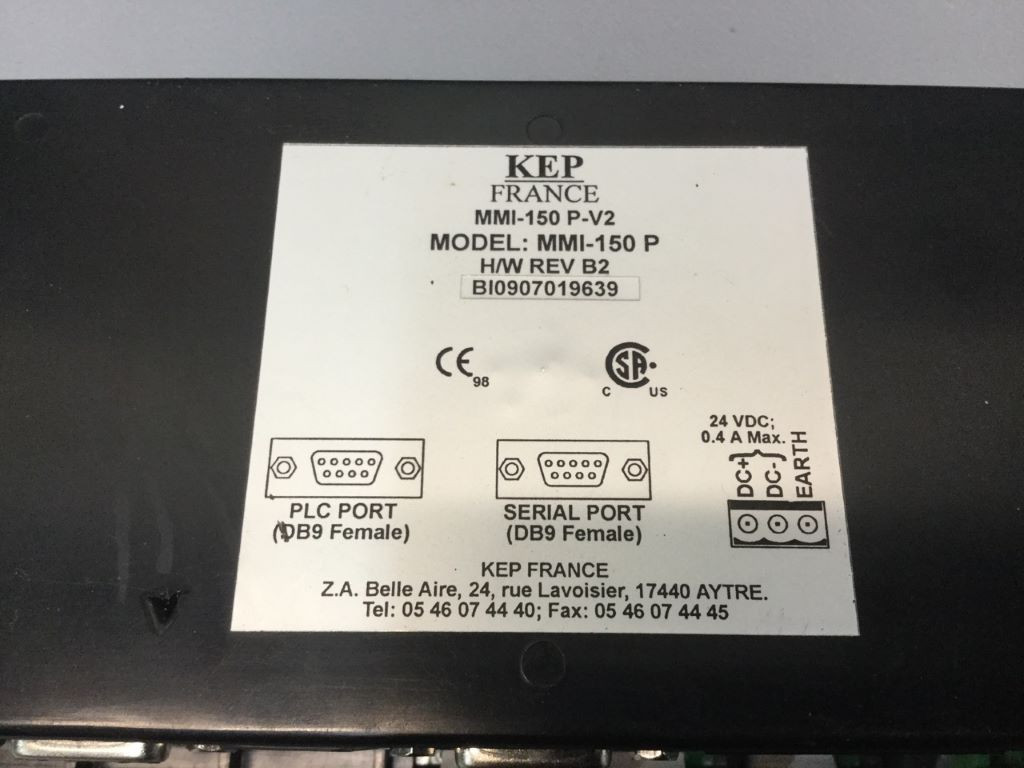 KEP
FRANCE
MMI-150 P-V2
MODEL: MMI-150 P
H/W REV B2
BI0907019639
CE 98
CSA
C US
24 VDC;
0.4 A Max.
DC+
DC-
EARTH
PLC PORT
(DB9 Female)
SERIAL PORT
(DB9 Female)
KEP FRANCE
Z.A. Belle Aire, 24, rue Lavoisier, 17440 AYTRE.
Tel: 05 46 07 44 40; Fax: 05 46 07 44 45